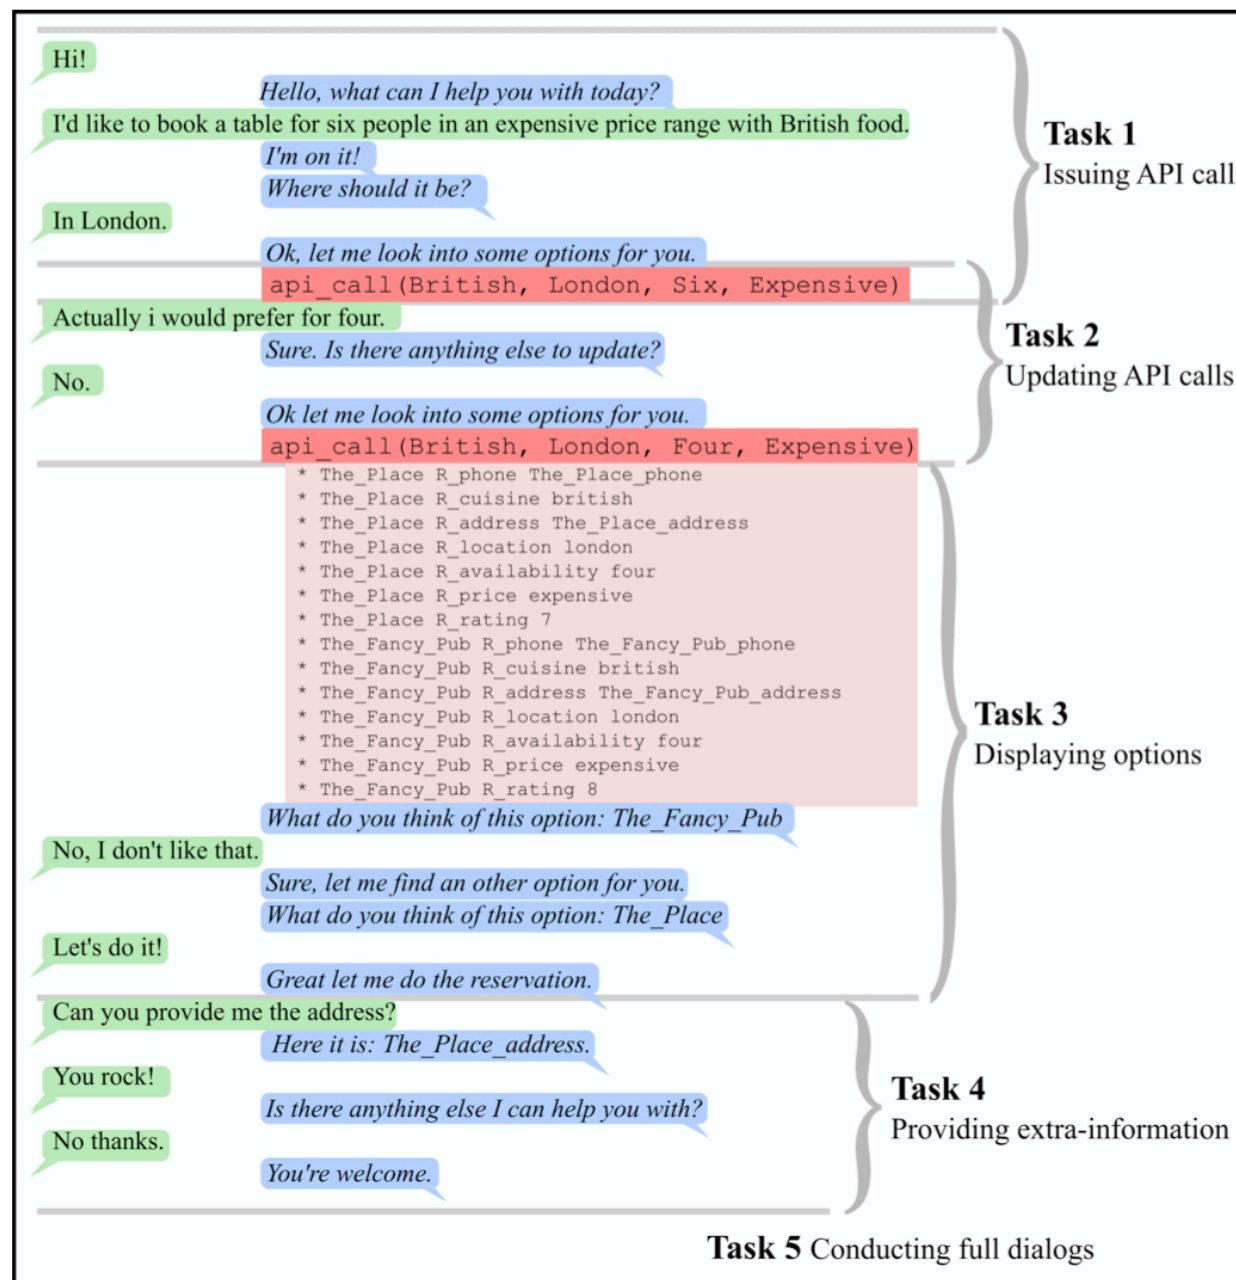 Hi!
Hello, what can I help you with today?
I'd like to book a table for six people in an expensive price range with British food.
I'm on it!
Where should it be?
In London.
Ok, let me look into some options for you.
api_call(British, London, Six, Expensive)
Task 1
Issuing API call
Actually i would prefer for four.
Sure. Is there anything else to update?
No.
Ok let me look into some options for you.
api_call(British, London, Four, Expensive)
Task 2
Updating API calls
* The_Place R_phone The_Place_phone
* The_Place R_cuisine british
* The_Place R_address The_Place_address
* The_Place R_location london
* The_Place R_availability four
* The_Place R_price expensive
* The_Place R_rating 7
* The_Fancy_Pub R_phone The_Fancy_Pub_phone
* The_Fancy_Pub R_cuisine british
* The_Fancy_Pub R_address The_Fancy_Pub_address
* The_Fancy_Pub R_location london
* The_Fancy_Pub R_availability four
* The_Fancy_Pub R_price expensive
* The_Fancy_Pub R_rating 8
What do you think of this option: The_Fancy_Pub
No, I don't like that.
Sure, let me find an other option for you.
What do you think of this option: The_Place
Let's do it!
Great let me do the reservation.
Task 3
Displaying options
Can you provide me the address?
Here it is: The_Place_address.
You rock!
Is there anything else I can help you with?
No thanks.
You're welcome.
Task 4
Providing extra-information
Task 5 Conducting full dialogs